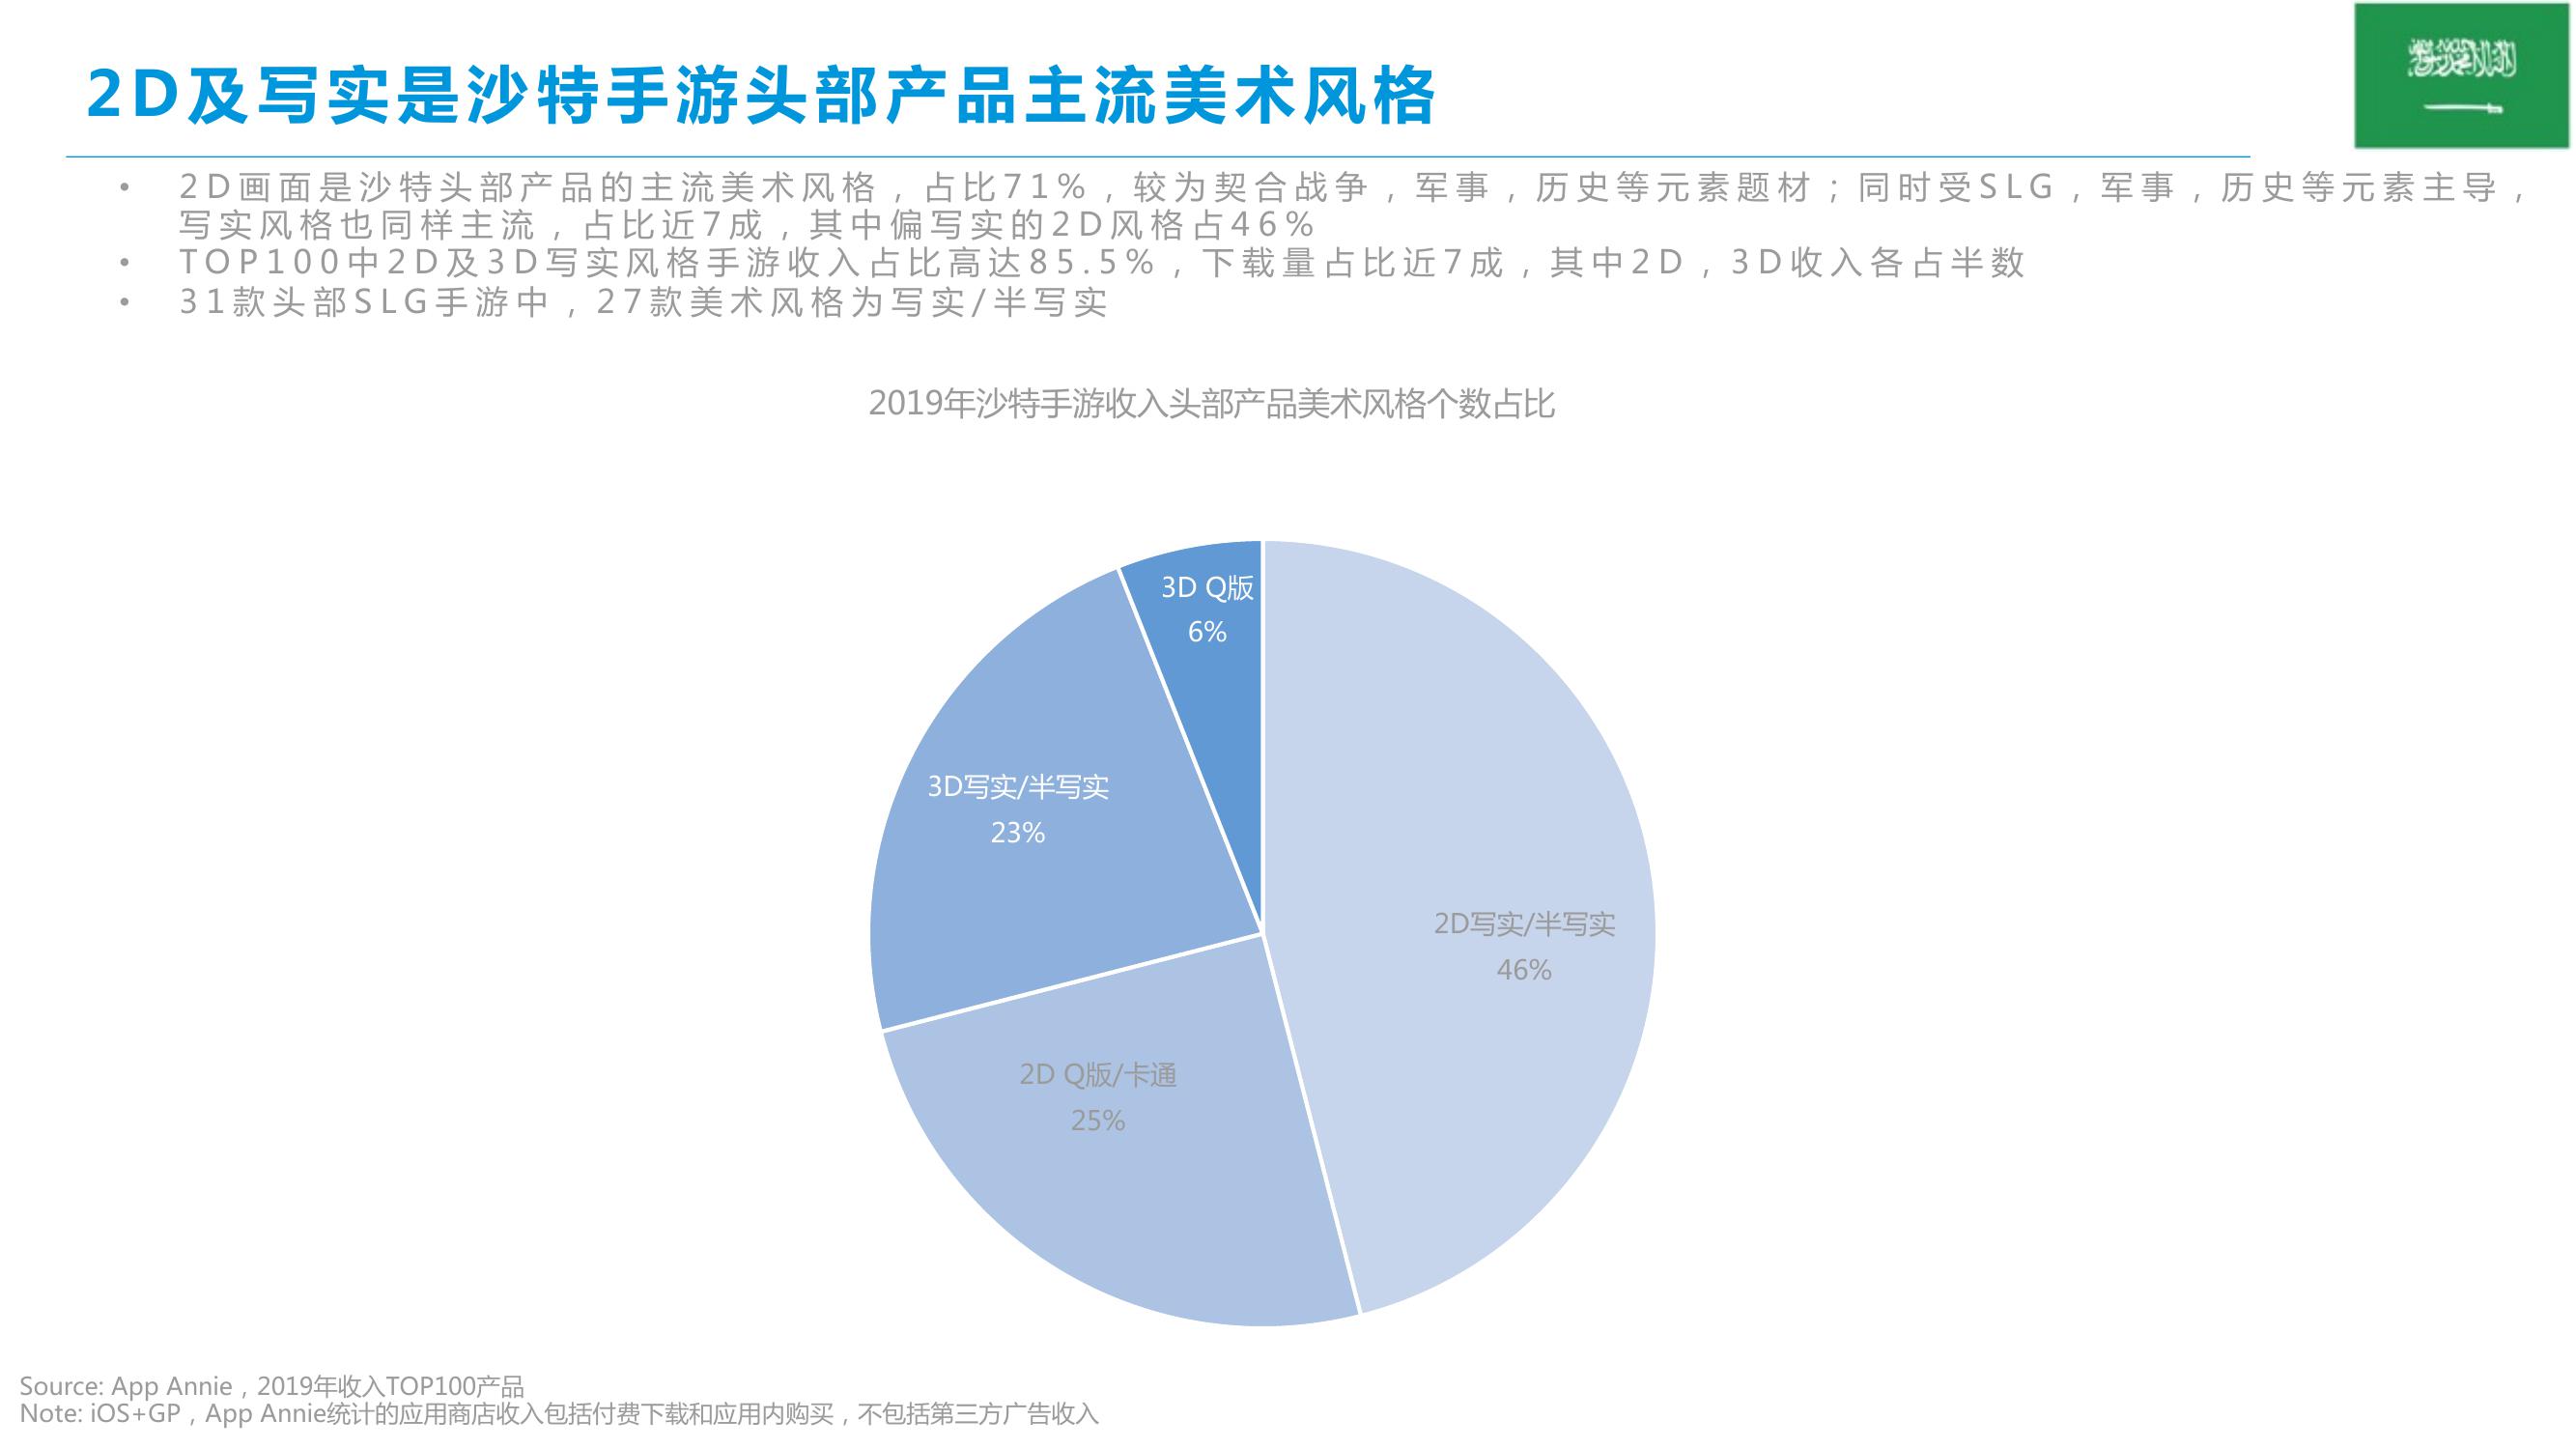 2D及写实是沙特手游头部产品主流美术风格
• 2D画面是沙特头部产品的主流美术风格，占比71%，较为契合战争，军事，历史等元素题材；同时受SLG，军事，历史等元素主导，
写实风格也同样主流，占比近7成，其中偏写实的2D风格占46%
• TOP100中2D及3D写实风格手游收入占比高达85.5%，下载量占比近7成，其中2D，3D收入各占半数
• 31款头部SLG手游中，27款美术风格为写实/半写实
2019年沙特手游收入头部产品美术风格个数占比
3D Q版
6%
3D写实/半写实
23%
2D写实/半写实
46%
2D Q版/卡通
25%
Source: App Annie，2019年收入TOP100产品
Note: iOS+GP，App Annie统计的应用商店收入包括付费下载和应用内购买，不包括第三方广告收入